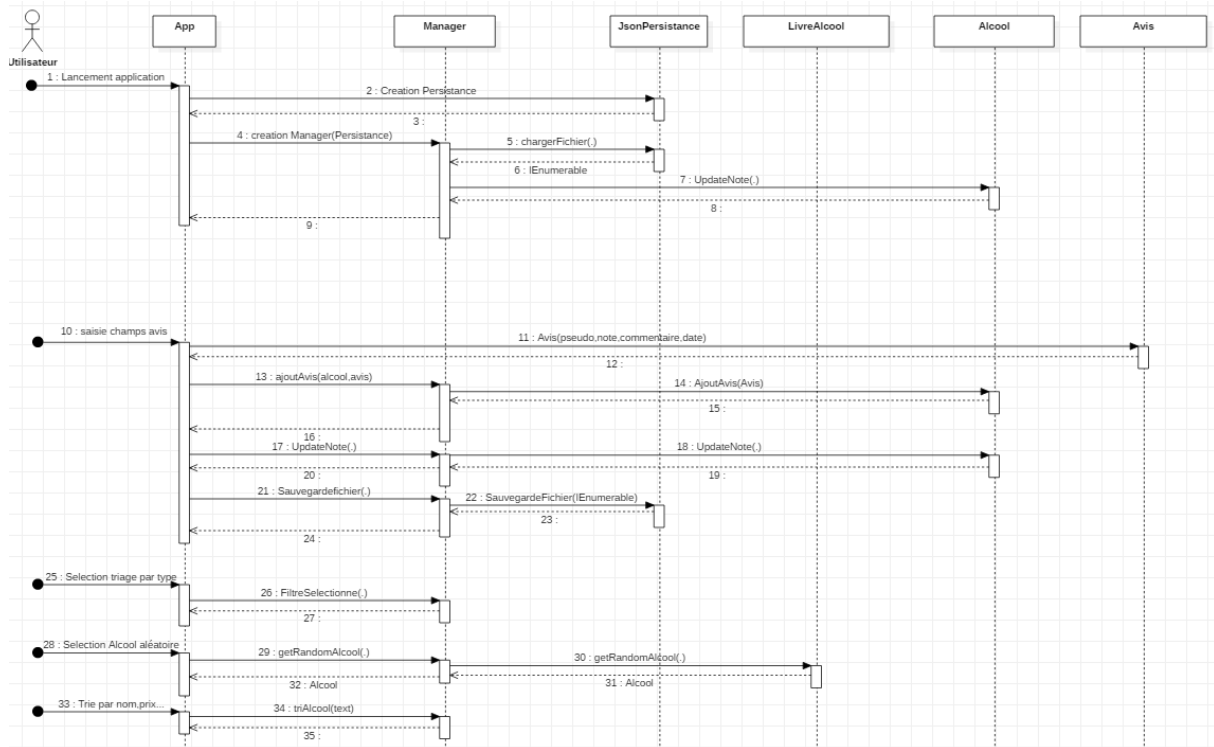 App
Manager
JsonPersistance
LivreAlcool
Alcool
Avis
Utilisateur
1 : Lancement application
2 : Creation Persistance
3 :
4 : creation Manager(Persistance)
5 : chargerFichier(.)
6 : IEnumerable
7 : UpdateNote(.)
8 :
9 :
10 : saisie champs avis
11 : Avis(pseudo,note,commentaire,date)
12 :
13 : ajoutAvis(alcool,avis)
14 : AjoutAvis(Avis)
15 :
16 :
17 : UpdateNote(.)
18 : UpdateNote(.)
19 :
20 :
21 : Sauvegardefichier(.)
22 : SauvegardeFichier(IEnumerable)
23 :
24 :
25 : Selection triage par type
26 : FiltreSelectionne(.)
27 :
28 : Selection Alcool aléatoire
29 : getRandomAlcool(.)
30 : getRandomAlcool(.)
31 : Alcool
32 : Alcool
33 : Trie par nom,prix...
34 : triAlcool(text)
35 :